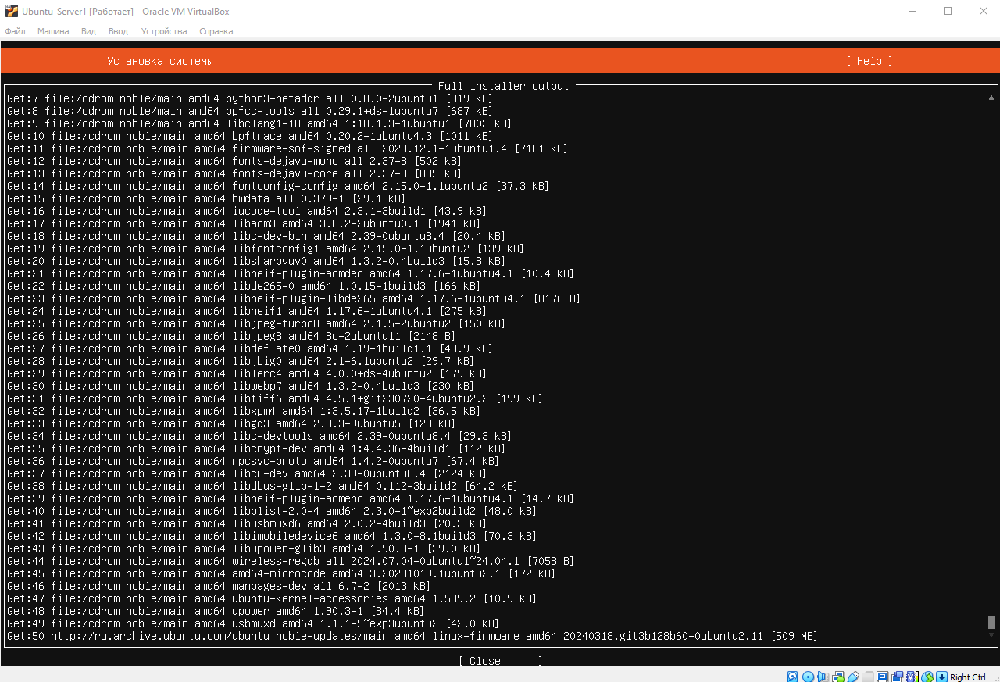 Ubuntu-Server1 [Работает] - Oracle VM VirtualBox
Файл Машина Вид Ввод Устройства Справка
Установка системы [ Help ]
Full installer output
Get:7 file:/cdrom noble/main amd64 python3-netaddr all 0.8.0-2ubuntu1 [319 kB]
Get:8 file:/cdrom noble/main amd64 bpfcc-tools all 0.29.1+ds-1ubuntu7 [687 kB]
Get:9 file:/cdrom noble/main amd64 libclang1-18 amd64 1:18.1.3-1ubuntu1 [7803 kB]
Get:10 file:/cdrom noble/main amd64 bpftrace amd64 0.20.2-1ubuntu4.3 [1011 kB]
Get:11 file:/cdrom noble/main amd64 firmware-sof-signed all 2023.12.1-1ubuntu1.4 [7181 kB]
Get:12 file:/cdrom noble/main amd64 fonts-dejavu-mono all 2.37-8 [502 kB]
Get:13 file:/cdrom noble/main amd64 fonts-dejavu-core all 2.37-8 [835 kB]
Get:14 file:/cdrom noble/main amd64 fontconfig-config amd64 2.15.0-1.1ubuntu2 [37.3 kB]
Get:15 file:/cdrom noble/main amd64 hwdata all 0.379-1 [29.1 kB]
Get:16 file:/cdrom noble/main amd64 iucode-tool amd64 2.3.1-3build1 [43.9 kB]
Get:17 file:/cdrom noble/main amd64 libaom3 amd64 3.8.2-2ubuntu0.1 [1941 kB]
Get:18 file:/cdrom noble/main amd64 libc-dev-bin amd64 2.39-0ubuntu8.4 [20.4 kB]
Get:19 file:/cdrom noble/main amd64 libfontconfig1 amd64 2.15.0-1.1ubuntu2 [139 kB]
Get:20 file:/cdrom noble/main amd64 libsharpyuv0 amd64 1.3.2-0.4build3 [15.8 kB]
Get:21 file:/cdrom noble/main amd64 libheif-plugin-aomdec amd64 1.17.6-1ubuntu4.1 [10.4 kB]
Get:22 file:/cdrom noble/main amd64 libde265-0 amd64 1.0.15-1build3 [166 kB]
Get:23 file:/cdrom noble/main amd64 libheif-plugin-libde265 amd64 1.17.6-1ubuntu4.1 [8176 B]
Get:24 file:/cdrom noble/main amd64 libheif1 amd64 1.17.6-1ubuntu4.1 [275 kB]
Get:25 file:/cdrom noble/main amd64 libjpeg-turbo8 amd64 2.1.5-2ubuntu2 [150 kB]
Get:26 file:/cdrom noble/main amd64 libjpeg8 amd64 8c-2ubuntu11 [2148 B]
Get:27 file:/cdrom noble/main amd64 libdeflate0 amd64 1.19-1build1.1 [43.9 kB]
Get:28 file:/cdrom noble/main amd64 libjbig0 amd64 2.1-6.1ubuntu2 [29.7 kB]
Get:29 file:/cdrom noble/main amd64 liblerc4 amd64 4.0.0+ds-4ubuntu2 [179 kB]
Get:30 file:/cdrom noble/main amd64 libwebp7 amd64 1.3.2-0.4build3 [230 kB]
Get:31 file:/cdrom noble/main amd64 libtiff6 amd64 4.5.1+git230720-4ubuntu2.2 [199 kB]
Get:32 file:/cdrom noble/main amd64 libxpm4 amd64 1:3.5.17-1build2 [36.5 kB]
Get:33 file:/cdrom noble/main amd64 libgd3 amd64 2.3.3-9ubuntu5 [128 kB]
Get:34 file:/cdrom noble/main amd64 libc-devtools amd64 2.39-0ubuntu8.4 [29.3 kB]
Get:35 file:/cdrom noble/main amd64 libcrypt-dev amd64 1:4.4.36-4build1 [112 kB]
Get:36 file:/cdrom noble/main amd64 rpcsvc-proto amd64 1.4.2-0ubuntu7 [67.4 kB]
Get:37 file:/cdrom noble/main amd64 libc6-dev amd64 2.39-0ubuntu8.4 [2124 kB]
Get:38 file:/cdrom noble/main amd64 libdbus-glib-1-2 amd64 0.112-3build2 [64.2 kB]
Get:39 file:/cdrom noble/main amd64 libheif-plugin-aomenc amd64 1.17.6-1ubuntu4.1 [14.7 kB]
Get:40 file:/cdrom noble/main amd64 libplist-2.0-4 amd64 2.3.0-1~exp2build2 [48.0 kB]
Get:41 file:/cdrom noble/main amd64 libusbmuxd6 amd64 2.0.2-4build3 [20.3 kB]
Get:42 file:/cdrom noble/main amd64 libimobiledevice6 amd64 1.3.0-8.1build3 [70.3 kB]
Get:43 file:/cdrom noble/main amd64 libupower-glib3 amd64 1.90.3-1 [39.0 kB]
Get:44 file:/cdrom noble/main amd64 wireless-regdb all 2024.07.04-0ubuntu1~24.04.1 [7058 B]
Get:45 file:/cdrom noble/main amd64 amd64-microcode amd64 3.20231019.1ubuntu2.1 [172 kB]
Get:46 file:/cdrom noble/main amd64 manpages-dev all 6.7-2 [2013 kB]
Get:47 file:/cdrom noble/main amd64 ubuntu-kernel-accessories amd64 1.539.2 [10.9 kB]
Get:48 file:/cdrom noble/main amd64 upower amd64 1.90.3-1 [84.4 kB]
Get:49 file:/cdrom noble/main amd64 usbmuxd amd64 1.1.1-5~exp3ubuntu2 [42.0 kB]
Get:50 http://ru.archive.ubuntu.com/ubuntu noble-updates/main amd64 linux-firmware amd64 20240318.git3b128b60-0ubuntu2.11 [509 MB]
[ Close ]
Right Ctrl